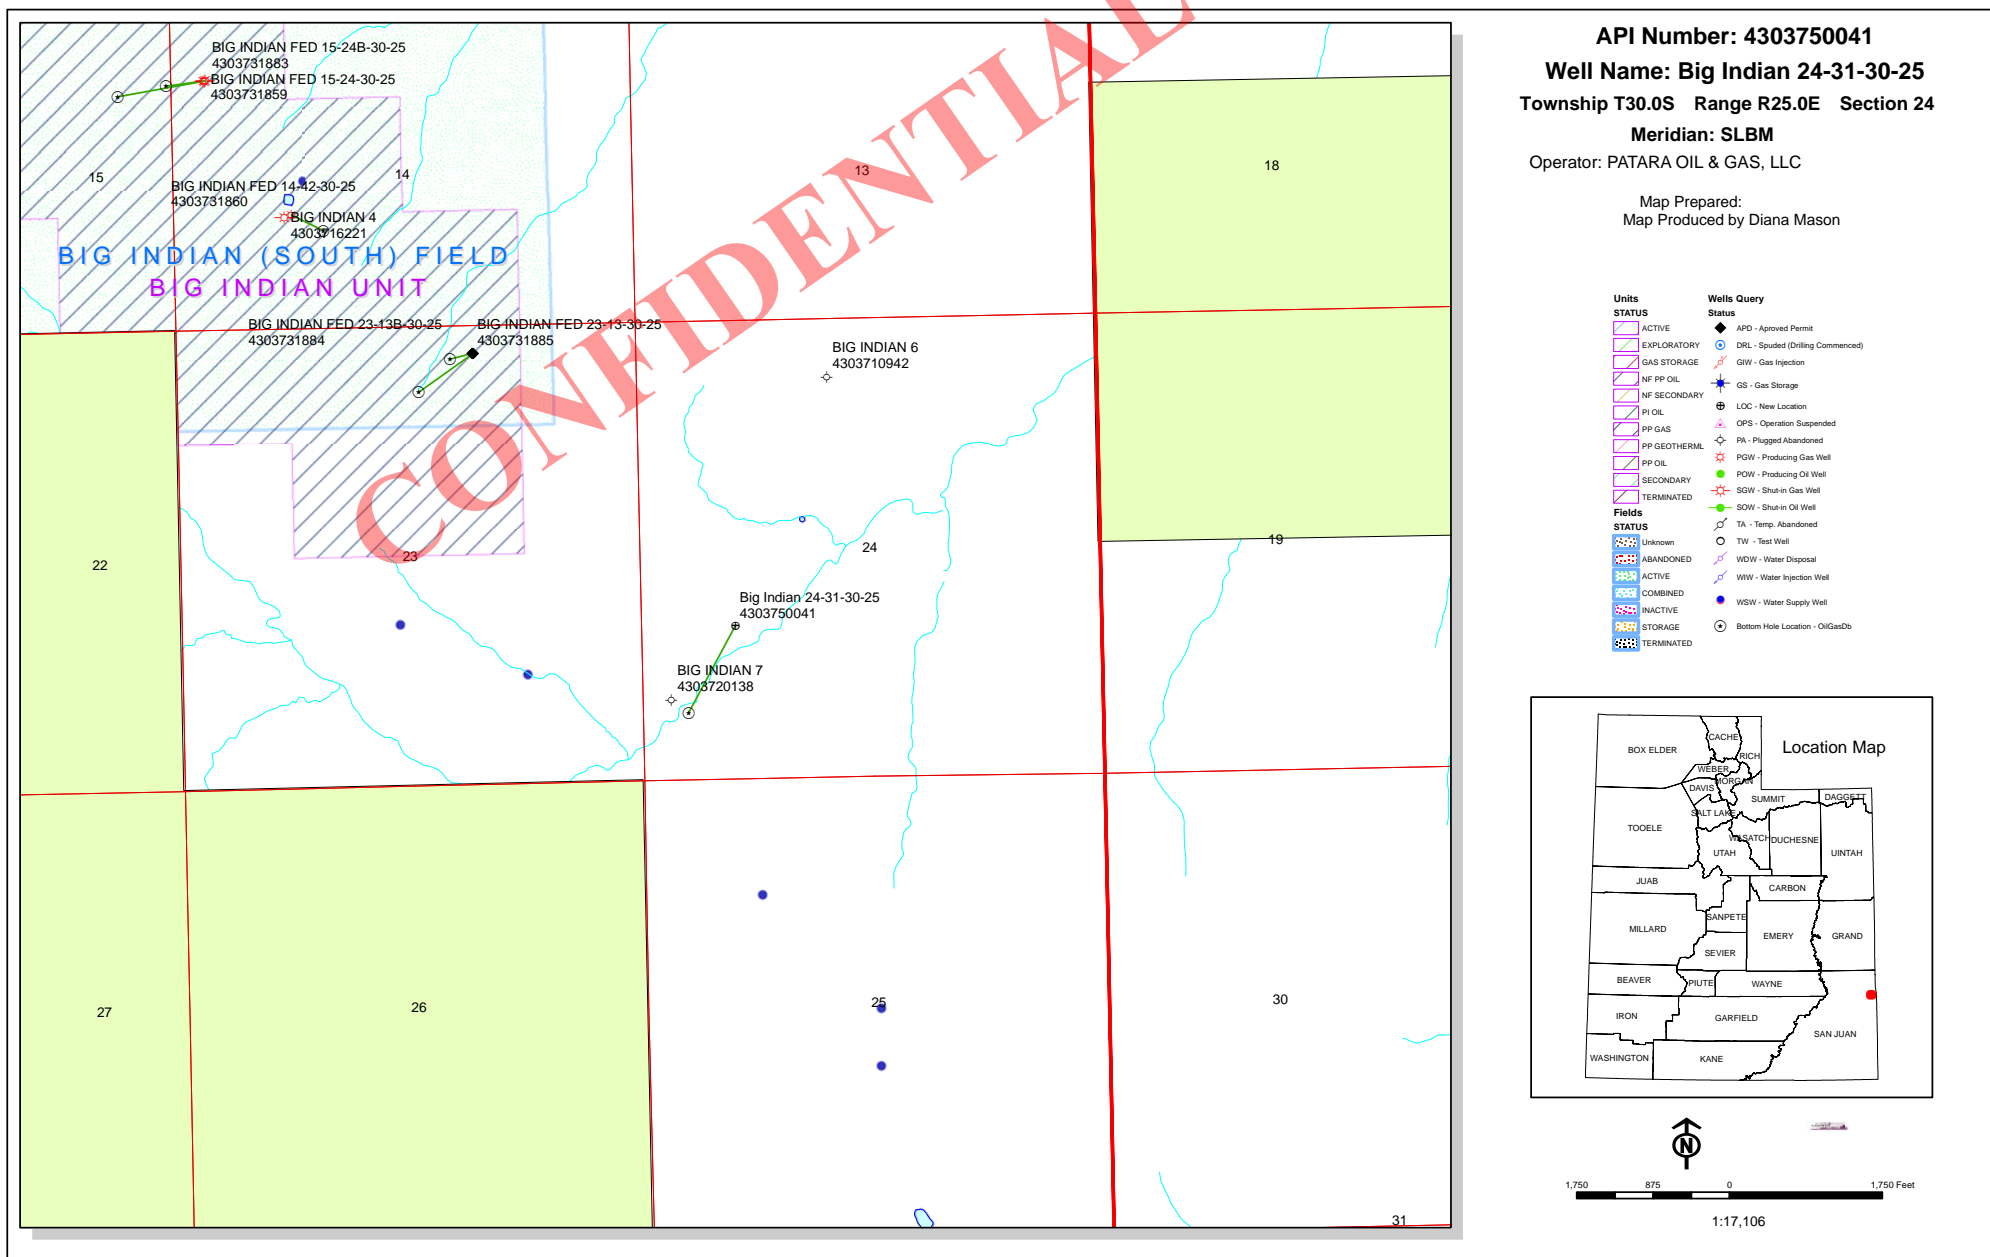 CONFIDENTIAL
API Number: 4303750041
Well Name: Big Indian 24-31-30-25
Township T30.0S Range R25.0E Section 24
Meridian: SLBM
Operator: PATARA OIL & GAS, LLC
Map Prepared:
Map Produced by Diana Mason
BIG INDIAN FED 15-24B-30-25
4303731883
BIG INDIAN FED 15-24-30-25
4303731859
15
14
13
18
BIG INDIAN FED 14-42-30-25
4303731860
BIG INDIAN 4
4303716221
BIG INDIAN (SOUTH) FIELD
BIG INDIAN UNIT
BIG INDIAN FED 23-13B-30-25
4303731884
BIG INDIAN FED 23-13-30-25
4303731885
BIG INDIAN 6
4303710942
22
23
24
19
Big Indian 24-31-30-25
4303750041
BIG INDIAN 7
4303720138
27
26
25
30
31
Units
STATUS
ACTIVE
EXPLORATORY
GAS STORAGE
NF PP OIL
NF SECONDARY
PI OIL
PP GAS
PP GEOTHERML
PP OIL
SECONDARY
TERMINATED
Fields
STATUS
Unknown
ABANDONED
ACTIVE
COMBINED
INACTIVE
STORAGE
TERMINATED
Wells Query
Status
APD - Aproved Permit
DRL - Spuded (Drilling Commenced)
GIW - Gas Injection
GS - Gas Storage
LOC - New Location
OPS - Operation Suspended
PA - Plugged Abandoned
PGW - Producing Gas Well
POW - Producing Oil Well
SGW - Shut-in Gas Well
SOW - Shut-in Oil Well
TA - Temp. Abandoned
TW - Test Well
WDW - Water Disposal
WIW - Water Injection Well
WSW - Water Supply Well
Bottom Hole Location - OilGasDb
Location Map
BOX ELDER
CACHE
RICH
WEBER
MORGAN
DAVIS
SUMMIT
DAGGETT
SALT LAKE
TOOELE
WASATCH
DUCHESNE
UTAH
UINTAH
JUAB
CARBON
SANPETE
MILLARD
EMERY
GRAND
SEVIER
BEAVER
PIUTE
WAYNE
IRON
GARFIELD
SAN JUAN
WASHINGTON
KANE
N
1,750 875 0 1,750 Feet
1:17,106